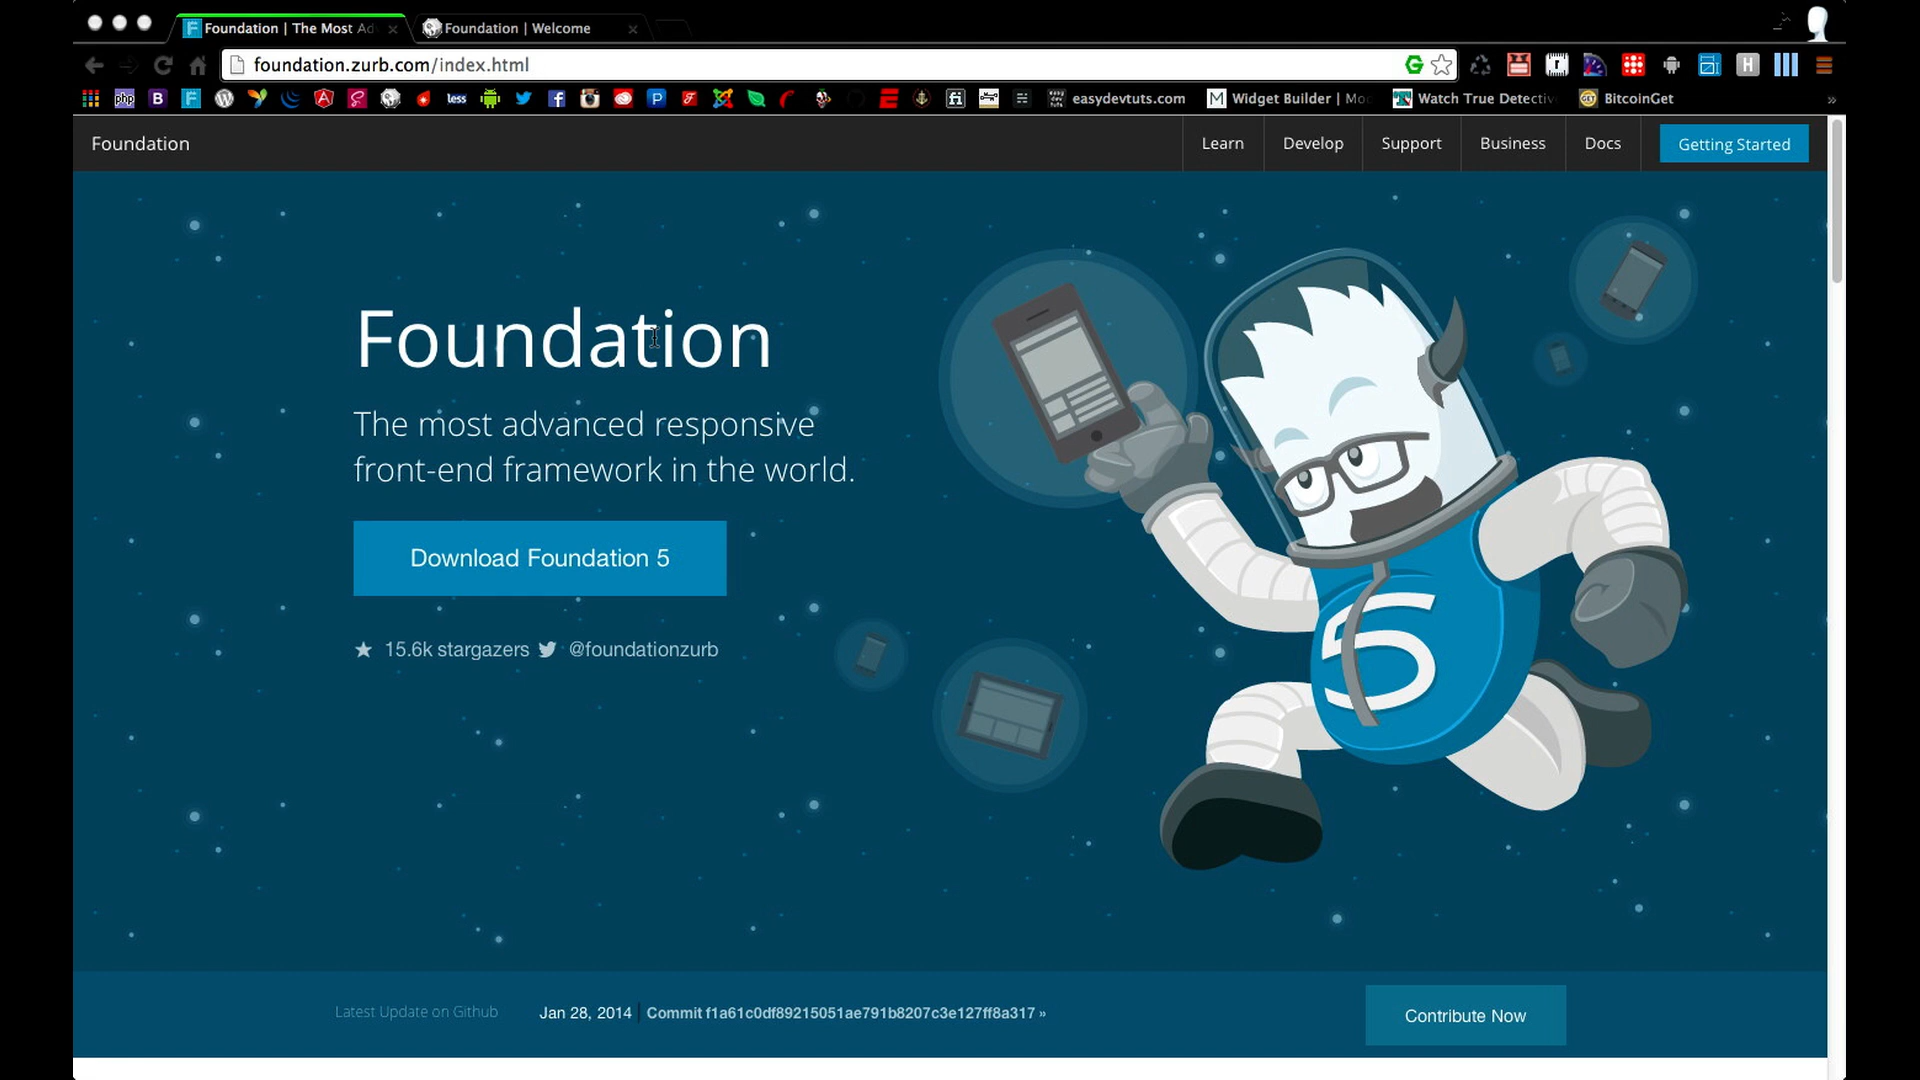 Foundation | The Most Ad
Foundation | Welcome
foundation.zurb.com/index.html
php
less
easydevtuts.com
Widget Builder | Mo
Watch True Detectiv
BitcoinGet
»
Foundation
Learn
Develop
Support
Business
Docs
Getting Started
Foundation
The most advanced responsive
front-end framework in the world.
Download Foundation 5
15.6k stargazers @foundationzurb
5
Latest Update on Github
Jan 28, 2014 Commit f1a61c0df89215051ae791b8207c3e127ff8a317 »
Contribute Now